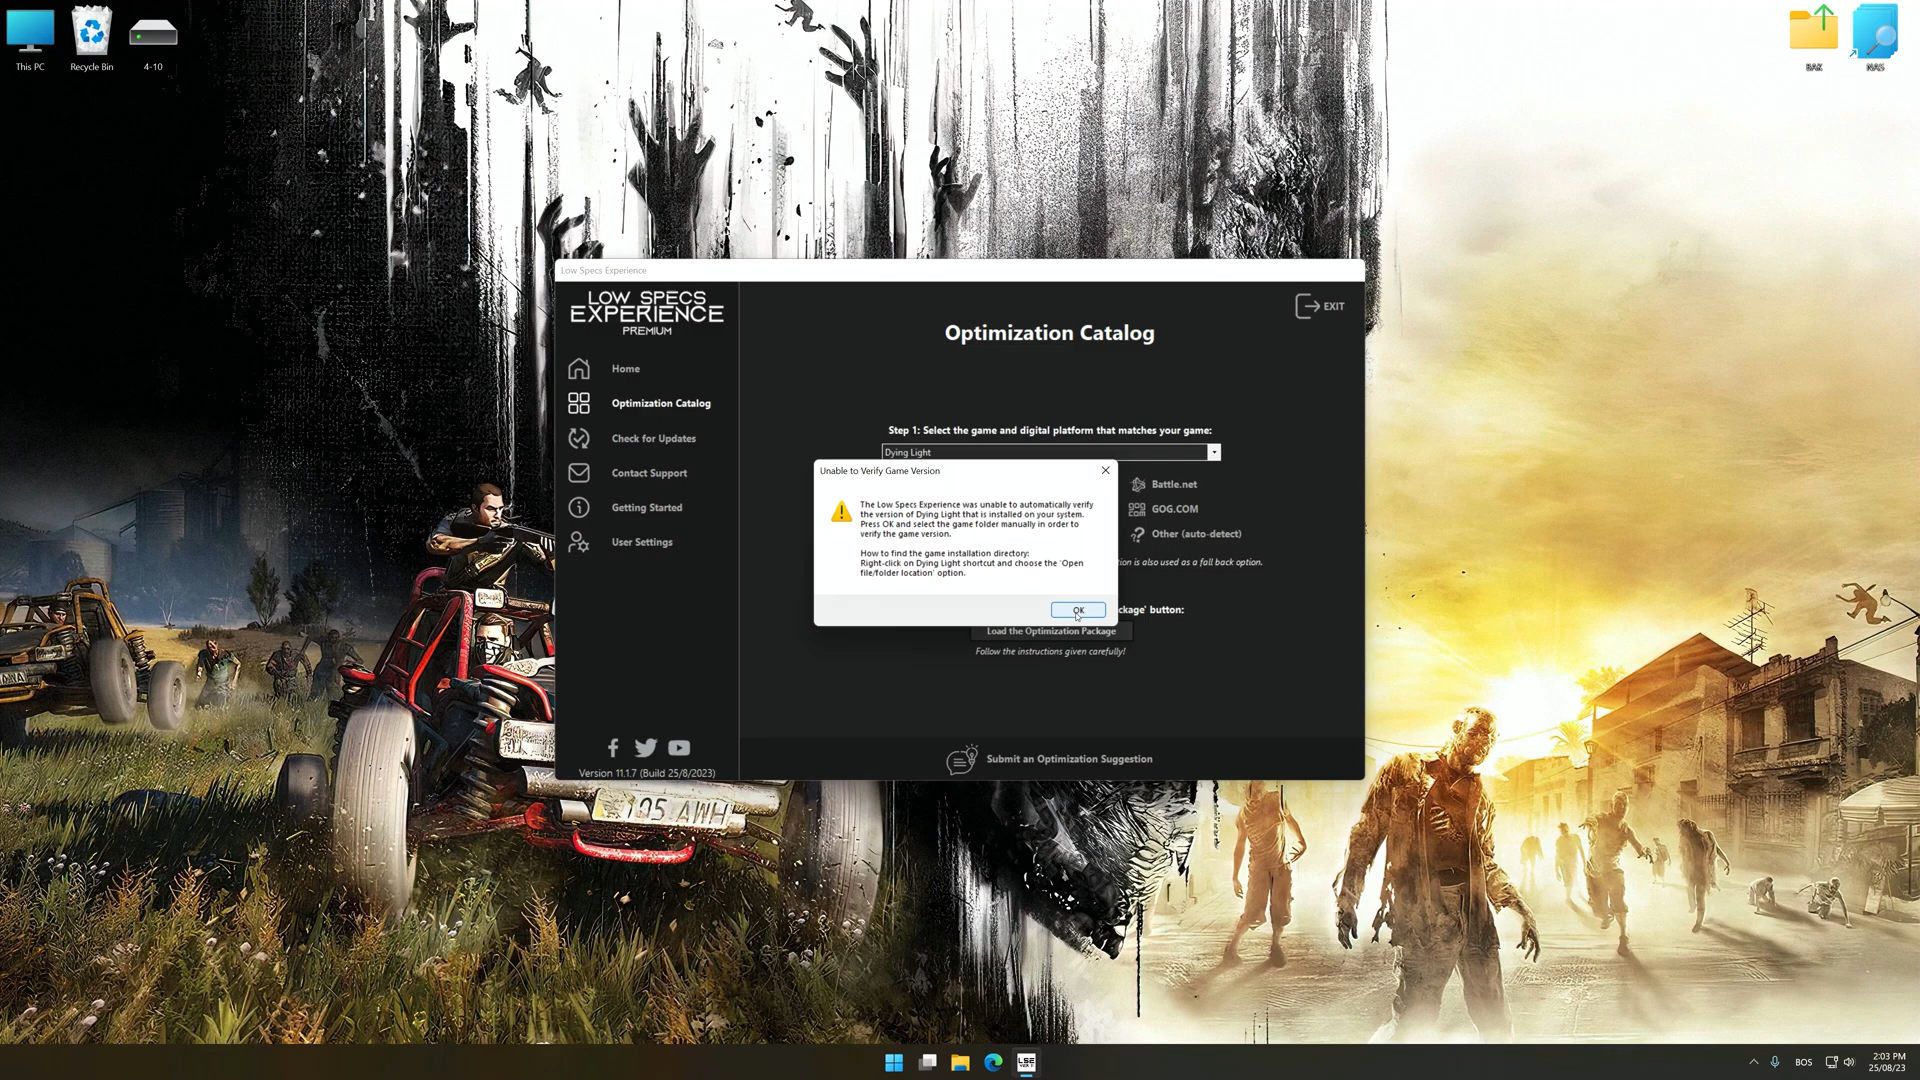 This PC
Recycle Bin
4-10
BAK
NAS
Low Specs Experience
LOW SPECS
EXPERIENCE
PREMIUM
EXIT
Optimization Catalog
Home
Optimization Catalog
Check for Updates
Contact Support
Getting Started
User Settings
Step 1: Select the game and digital platform that matches your game:
Dying Light
Unable to Verify Game Version
The Low Specs Experience was unable to automatically verify
the version of Dying Light that is installed on your system.
Press OK and select the game folder manually in order to
verify the game version.
How to find the game installation directory:
Right-click on Dying Light shortcut and choose the 'Open
file/folder location' option.
OK
Battle.net
GOG.COM
Other (auto-detect)
tion is also used as a fall back option.
ckage' button:
Load the Optimization Package
Follow the instructions given carefully!
Submit an Optimization Suggestion
Version 11.1.7 (Build 25/8/2023)
105 AWH
LSE
BOS
2:03 PM
25/08/23